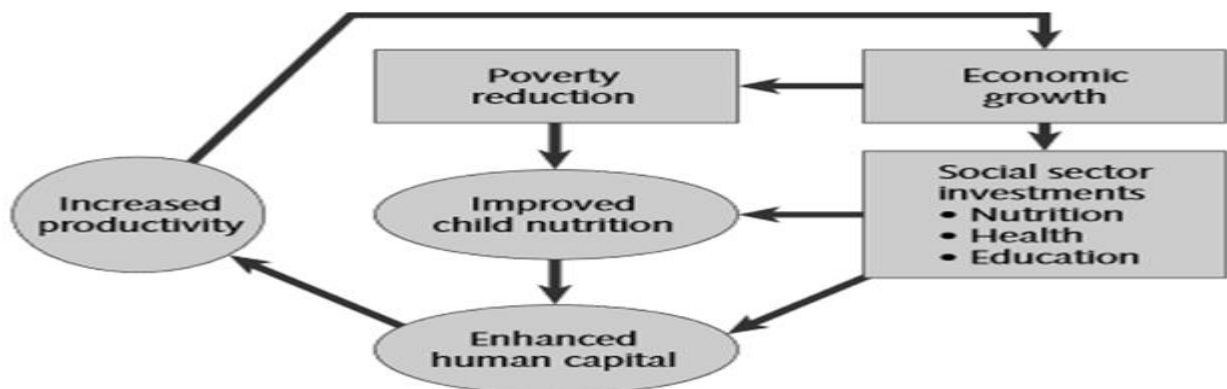 Poverty
reduction
Economic
growth
Increased
productivity
Improved
child nutrition
Social sector
investments
• Nutrition
• Health
• Education
Enhanced
human capital